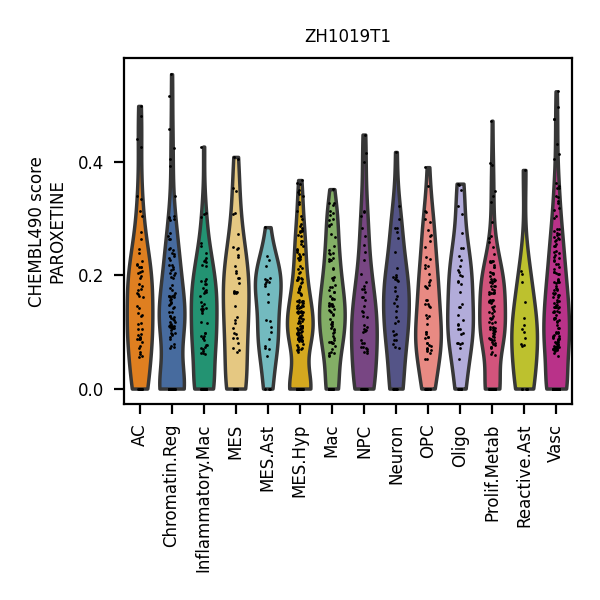 ZH1019T1
CHEMBL490 score
PAROXETINE
0.4
0.2
0.0
AC
Chromatin.Reg
Inflammatory.Mac
MES
MES.Ast
MES.Hyp
Mac
NPC
Neuron
OPC
Oligo
Prolif.Metab
Reactive.Ast
Vasc